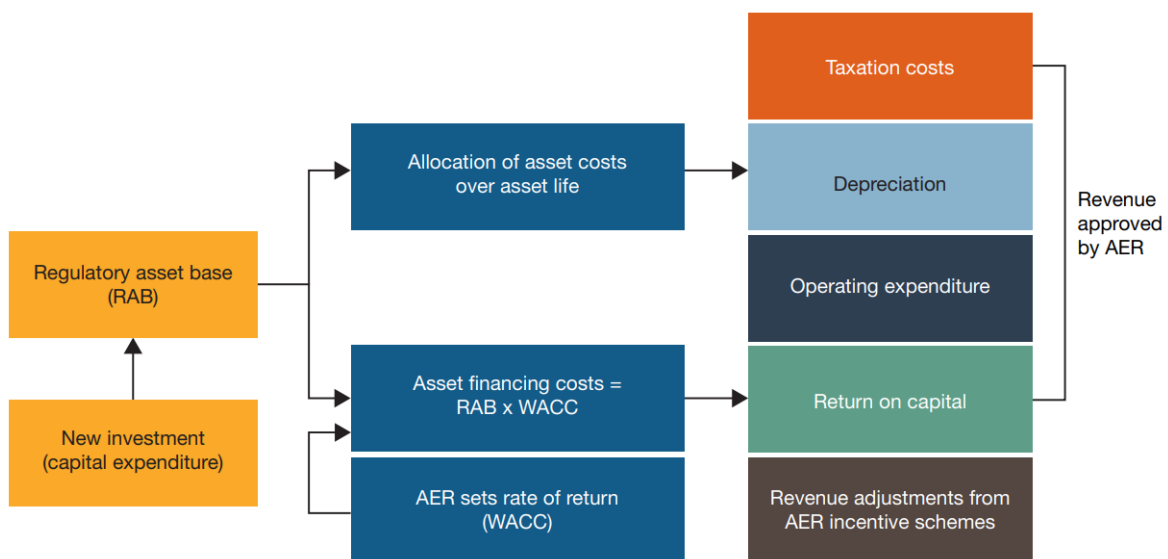 Taxation costs
Allocation of asset costs
over asset life
Depreciation
Revenue
approved
by AER
Regulatory asset base
(RAB)
Operating expenditure
Asset financing costs =
RAB x WACC
Return on capital
New investment
(capital expenditure)
AER sets rate of return
(WACC)
Revenue adjustments from
AER incentive schemes